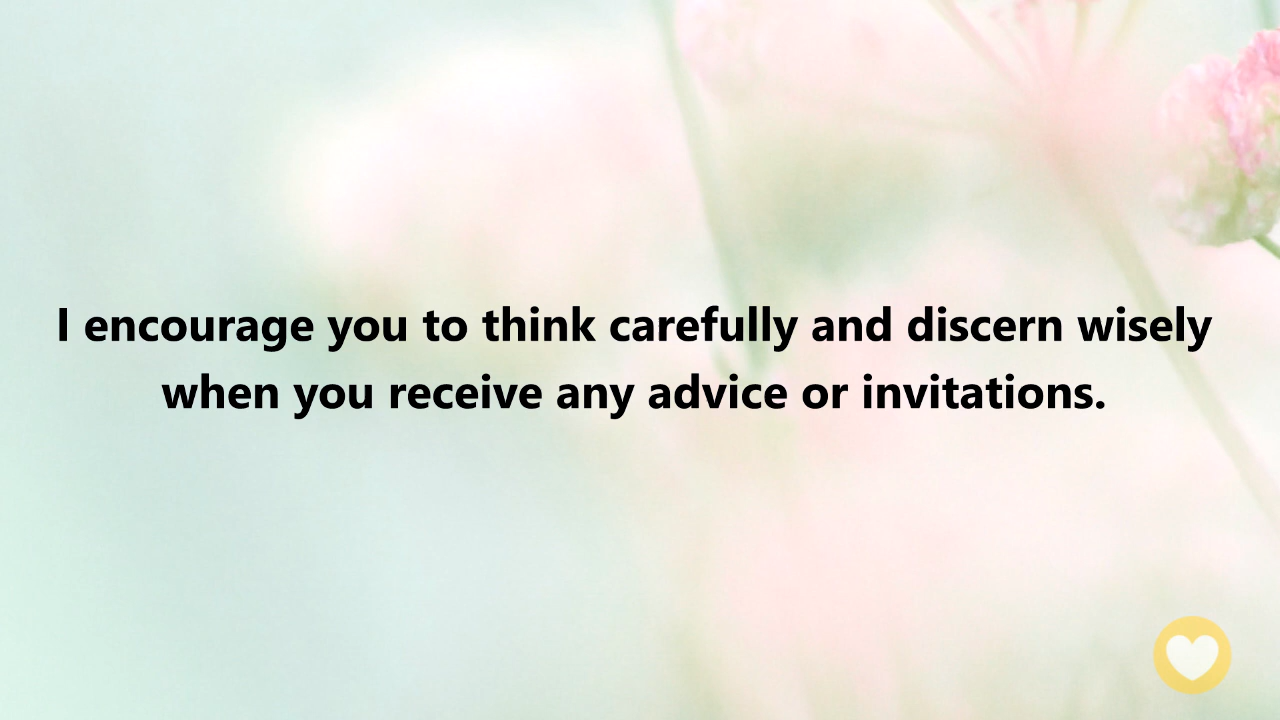 I encourage you to think carefully and discern wisely
when you receive any advice or invitations.